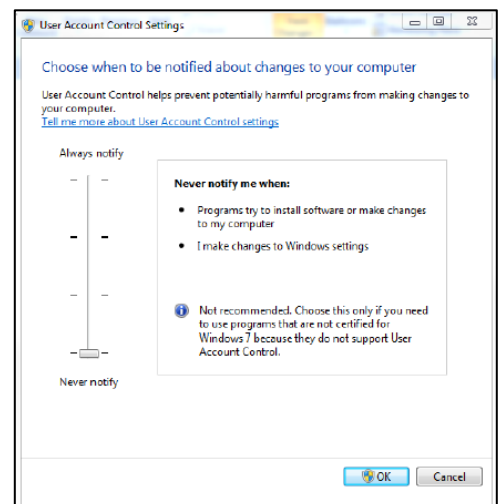 User Account Control Settings
Choose when to be notified about changes to your computer
User Account Control helps prevent potentially harmful programs from making changes to
your computer.
Tell me more about User Account Control settings
Always notify
Never notify me when:
• Programs try to install software or make changes
to my computer
• I make changes to Windows settings
Not recommended. Choose this only if you need
to use programs that are not certified for
Windows 7 because they do not support User
Account Control.
Never notify
OK
Cancel